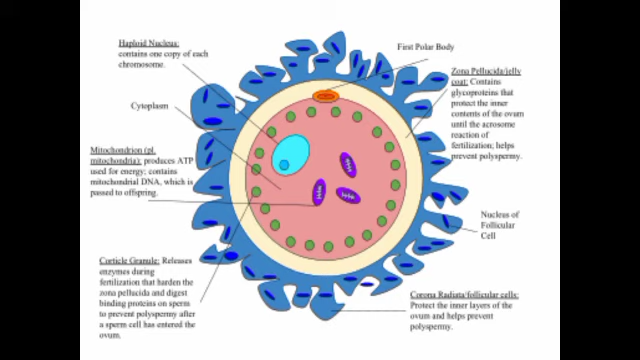 Haploid Nucleus:
contains one copy of each
chromosome.
Cytoplasm
Mitochondrion (pl.
mitochondria): produces ATP
used for energy; contains
mitochondrial DNA, which is
passed to offspring.
Corticle Granule: Releases
enzymes during
fertilization that harden the
zona pellucida and digest
binding proteins on sperm
to prevent polyspermy after
a sperm cell has entered the
ovum.
First Polar Body
Zona Pellucida/jelly
coat: Contains
glycoproteins that
protect the inner
contents of the ovum
until the acrosome
reaction of
fertilization; helps
prevent polyspermy.
Nucleus of
Follicular
Cell
Corona Radiata/follicular cells:
Protect the inner layers of the
ovum and helps prevent
polyspermy.